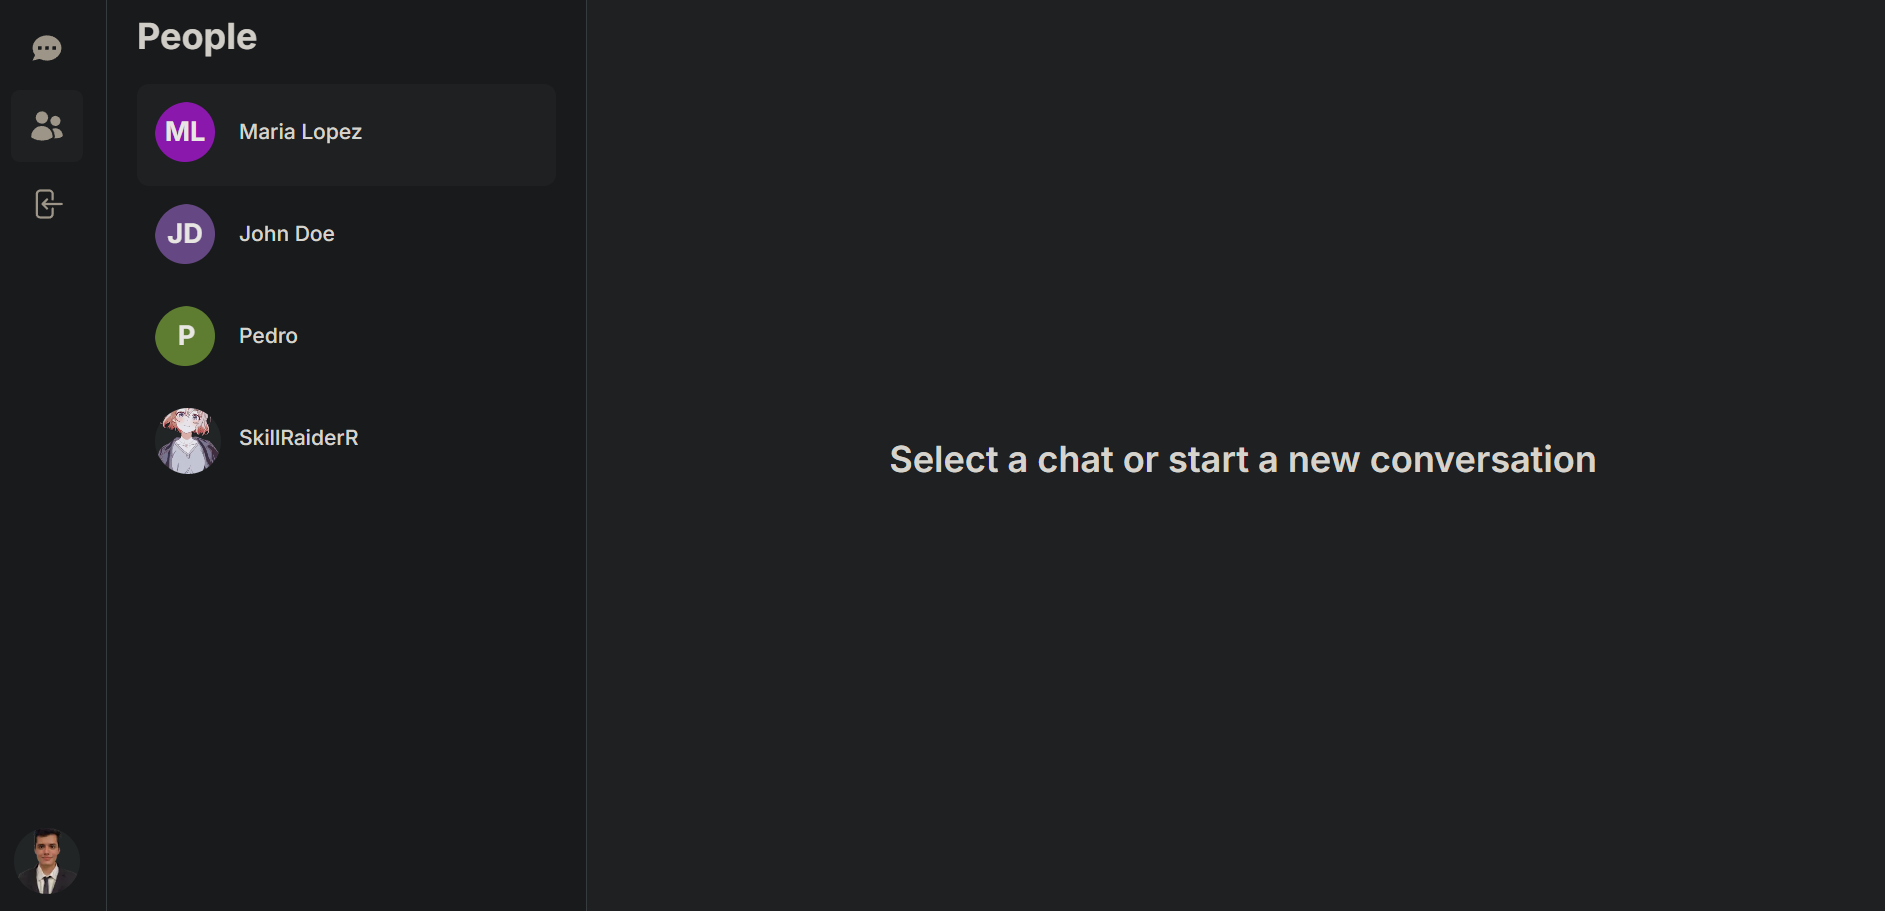 People
ML
Maria Lopez
JD
John Doe
P
Pedro
SkillRaiderR
Select a chat or start a new conversation